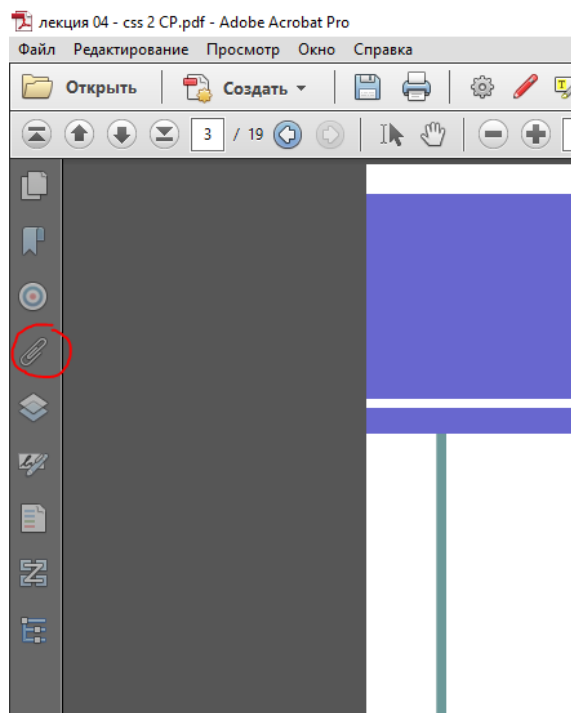 лекция 04 - css 2 CP.pdf - Adobe Acrobat Pro
Файл Редактирование Просмотр Окно Справка
Открыть Создать
3 / 19